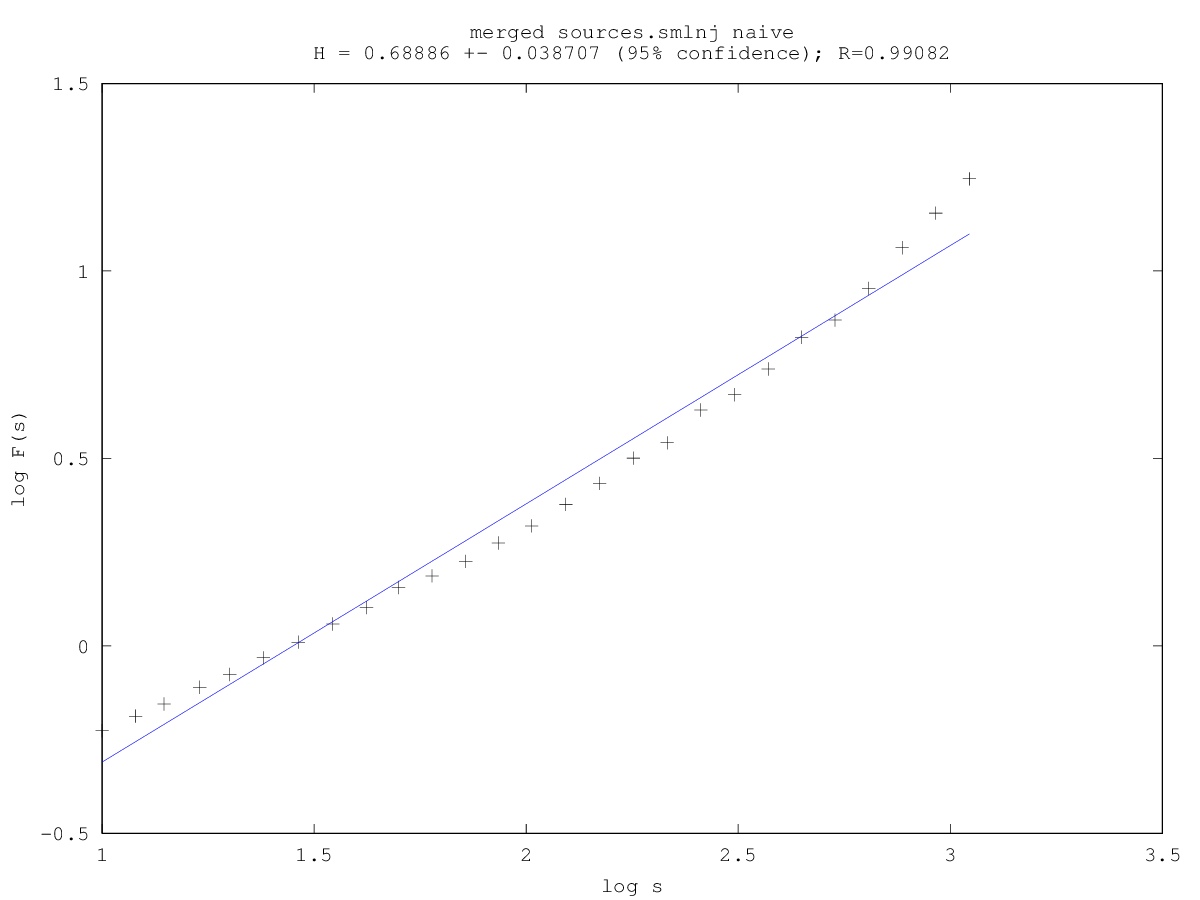 merged sources.smlnj naive
H = 0.68886 +- 0.038707 (95% confidence); R=0.99082
1.5
1
0.5
0
-0.5
log F(s)
1
1.5
2
2.5
3
3.5
log s